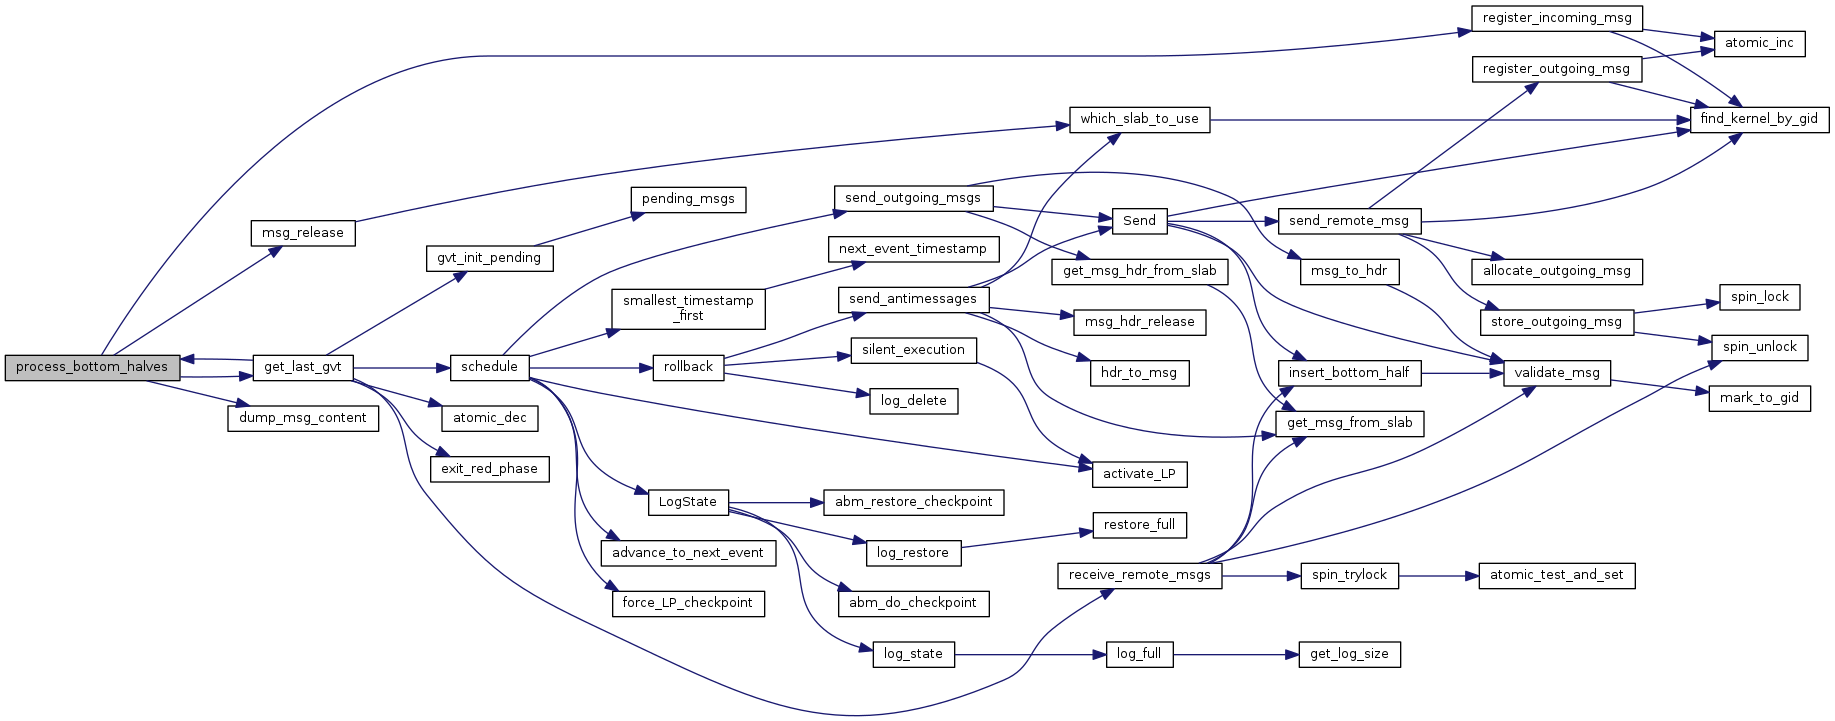 process_bottom_halves
msg_release
get_last_gvt
dump_msg_content
gvt_init_pending
schedule
atomic_dec
exit_red_phase
pending_msgs
smallest_timestamp
_first
rollback
LogState
advance_to_next_event
force_LP_checkpoint
send_outgoing_msgs
next_event_timestamp
send_antimessages
silent_execution
log_delete
abm_restore_checkpoint
log_restore
abm_do_checkpoint
log_state
which_slab_to_use
Send
get_msg_hdr_from_slab
msg_hdr_release
hdr_to_msg
activate_LP
restore_full
receive_remote_msgs
log_full
send_remote_msg
msg_to_hdr
insert_bottom_half
get_msg_from_slab
spin_trylock
get_log_size
register_incoming_msg
register_outgoing_msg
allocate_outgoing_msg
store_outgoing_msg
validate_msg
atomic_test_and_set
atomic_inc
find_kernel_by_gid
spin_lock
spin_unlock
mark_to_gid